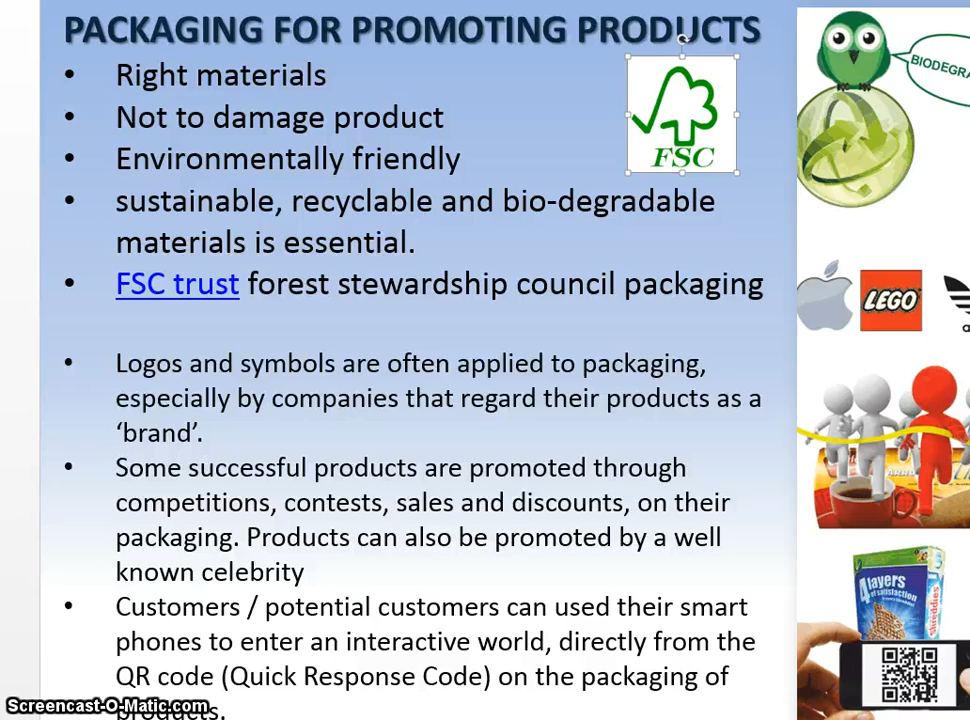 PACKAGING FOR PROMOTING PRODUCTS
• Right materials
• Not to damage product
• Environmentally friendly
• sustainable, recyclable and bio-degradable
materials is essential.
• FSC trust forest stewardship council packaging
• Logos and symbols are often applied to packaging,
especially by companies that regard their products as a
‘brand’.
• Some successful products are promoted through
competitions, contests, sales and discounts, on their
packaging. Products can also be promoted by a well
known celebrity
• Customers / potential customers can used their smart
phones to enter an interactive world, directly from the
QR code (Quick Response Code) on the packaging of
products.
FSC
BIODEGRA
LEGO
4 layers
of satisfaction
Shreddies
Screencast-O-Matic.com